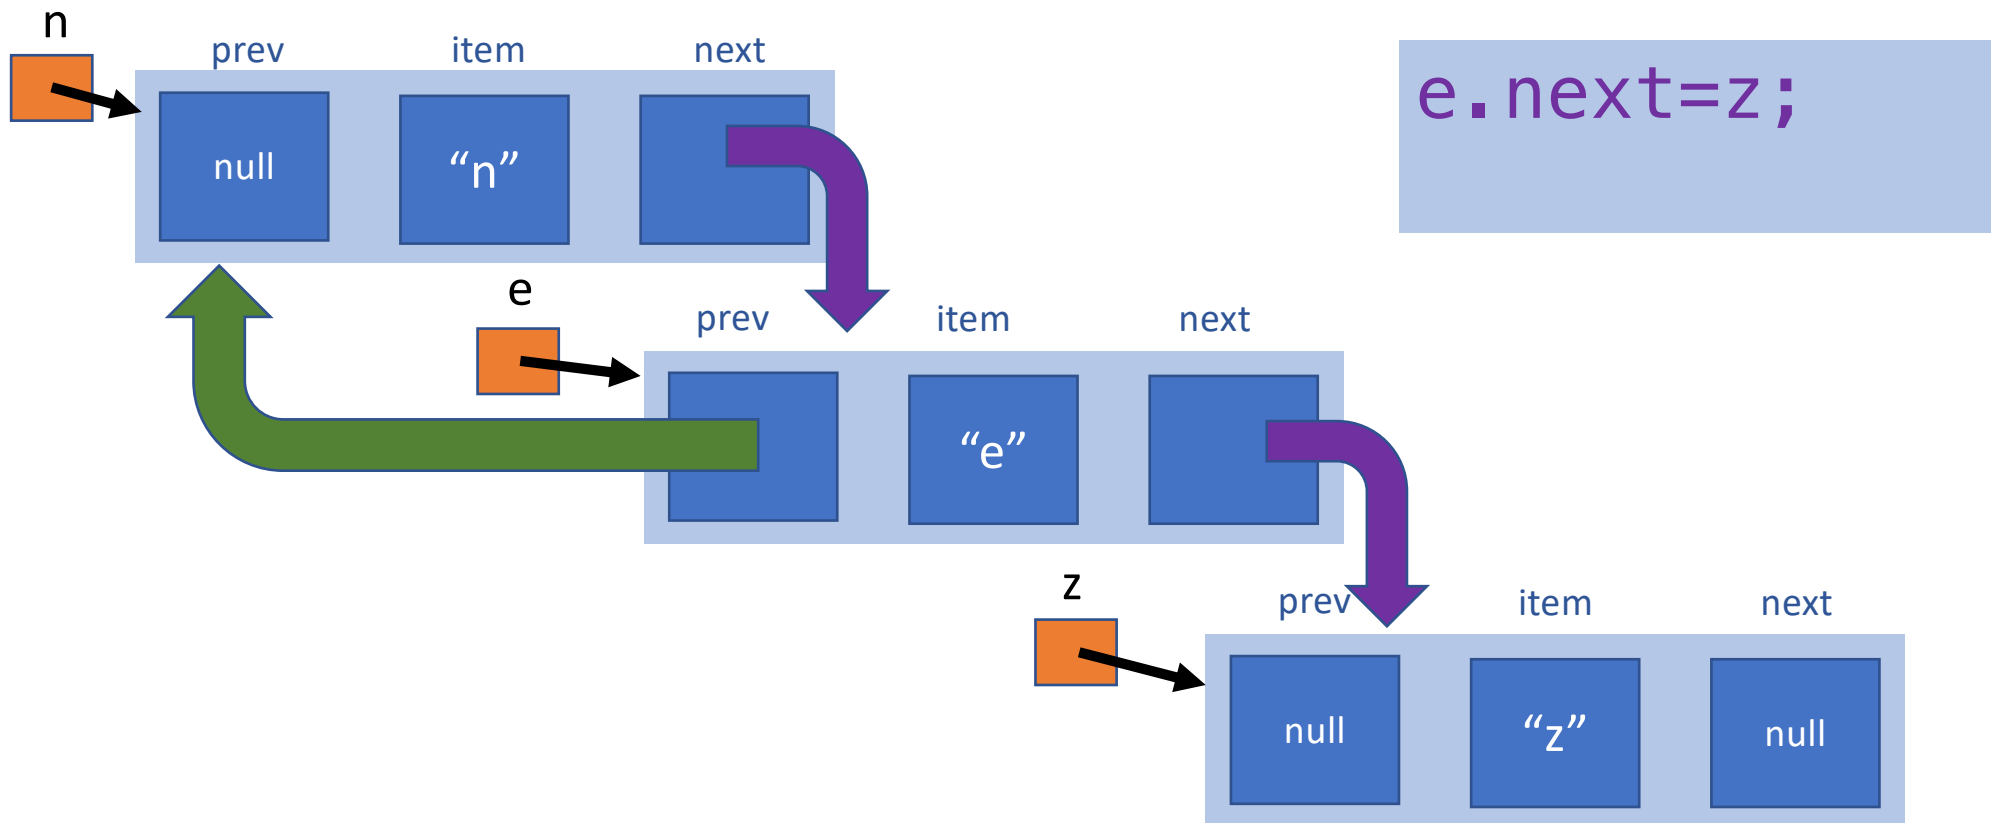 n
prev item next
e.next=z;
null “n”
e
prev item next
“e”
z
prev item next
null “z” null